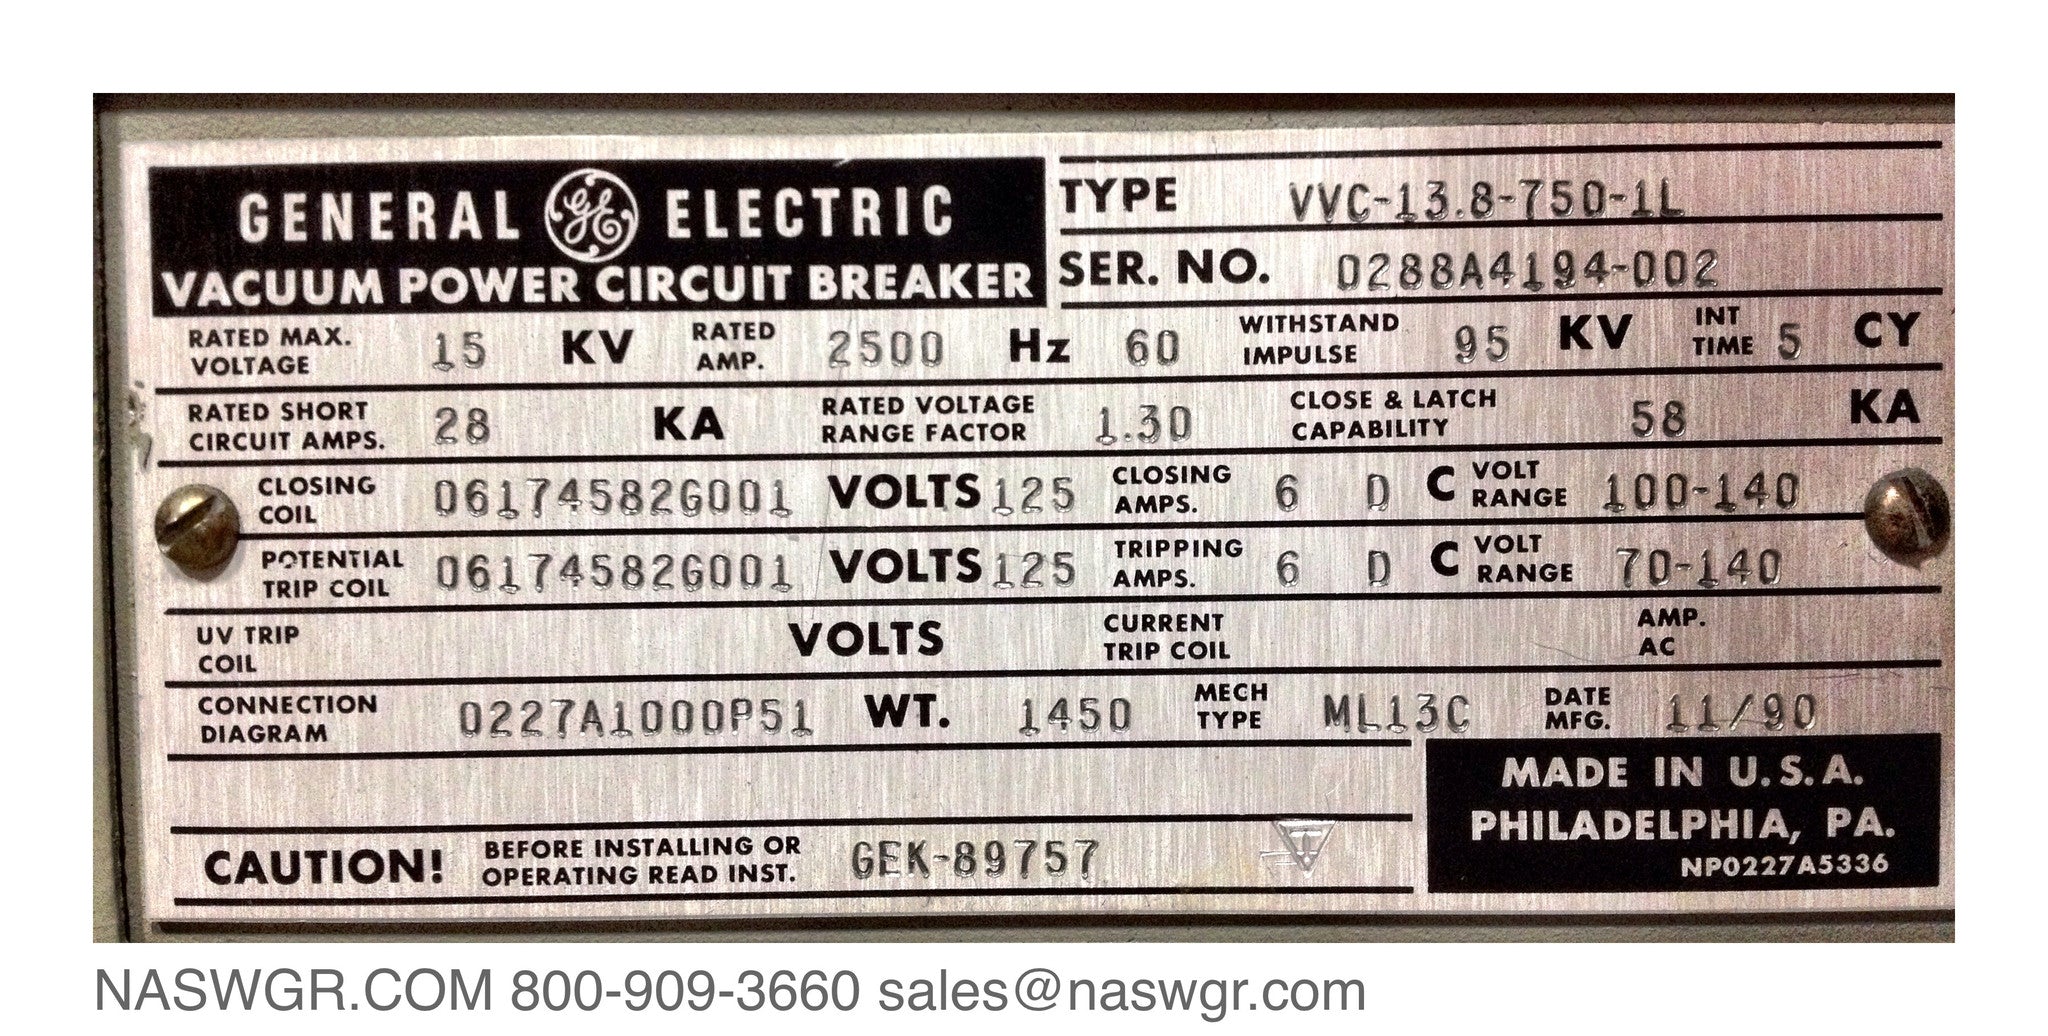 GENERAL GE ELECTRIC
VACUUM POWER CIRCUIT BREAKER
TYPE VVC-13.8-750-1L
SER. NO. 0288A4194-002
RATED MAX. VOLTAGE 15 KV RATED AMP. 2500 Hz 60 WITHSTAND IMPULSE 95 KV INT TIME 5 CY
RATED SHORT CIRCUIT AMPS. 28 KA RATED VOLTAGE RANGE FACTOR 1.30 CLOSE & LATCH CAPABILITY 58 KA
CLOSING COIL 06174582G001 VOLTS 125 CLOSING AMPS. 6 D C VOLT RANGE 100-140
POTENTIAL TRIP COIL 06174582G001 VOLTS 125 TRIPPING AMPS. 6 D C VOLT RANGE 70-140
UV TRIP COIL VOLTS CURRENT TRIP COIL AMP. AC
CONNECTION DIAGRAM 0227A1000P51 WT. 1450 MECH TYPE ML13C DATE MFG. 11/90
CAUTION! BEFORE INSTALLING OR OPERATING READ INST. GEK-89757
MADE IN U.S.A.
PHILADELPHIA, PA.
NP0227A5336
NASWGR.COM 800-909-3660 sales@naswgr.com